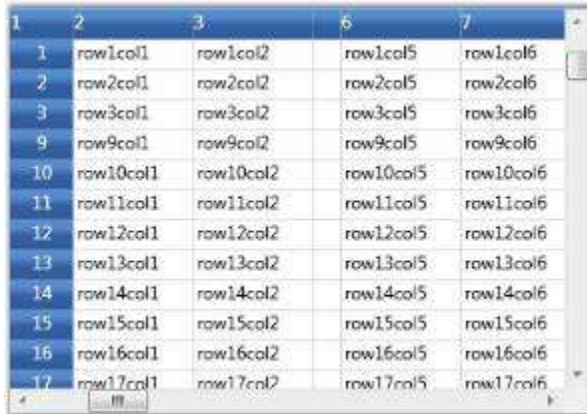 1 2 3 6 7
1 row1col1 row1col2 row1col5 row1col6
2 row2col1 row2col2 row2col5 row2col6
3 row3col1 row3col2 row3col5 row3col6
9 row9col1 row9col2 row9col5 row9col6
10 row10col1 row10col2 row10col5 row10col6
11 row11col1 row11col2 row11col5 row11col6
12 row12col1 row12col2 row12col5 row12col6
13 row13col1 row13col2 row13col5 row13col6
14 row14col1 row14col2 row14col5 row14col6
15 row15col1 row15col2 row15col5 row15col6
16 row16col1 row16col2 row16col5 row16col6
17 row17col1 row17col2 row17col5 row17col6